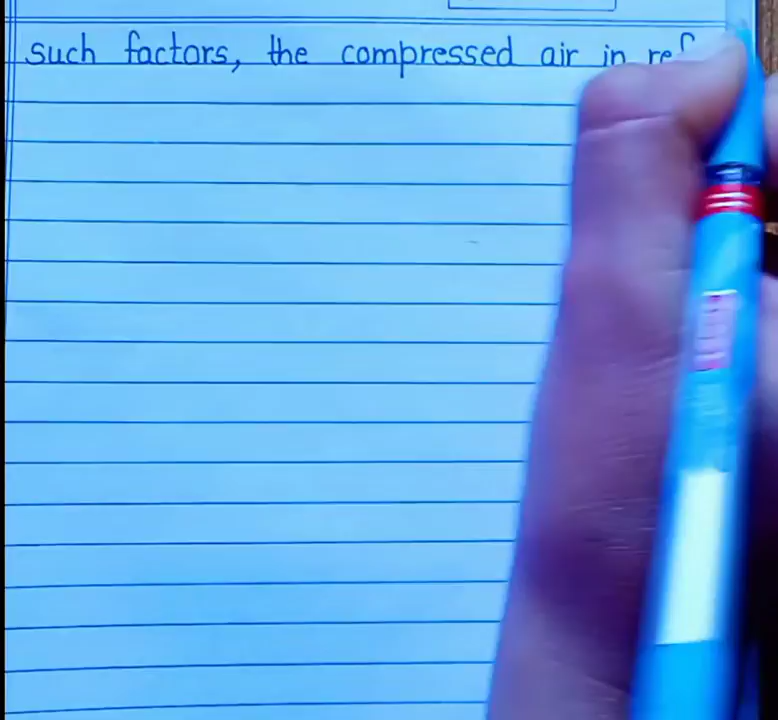 such factors, the compressed air in